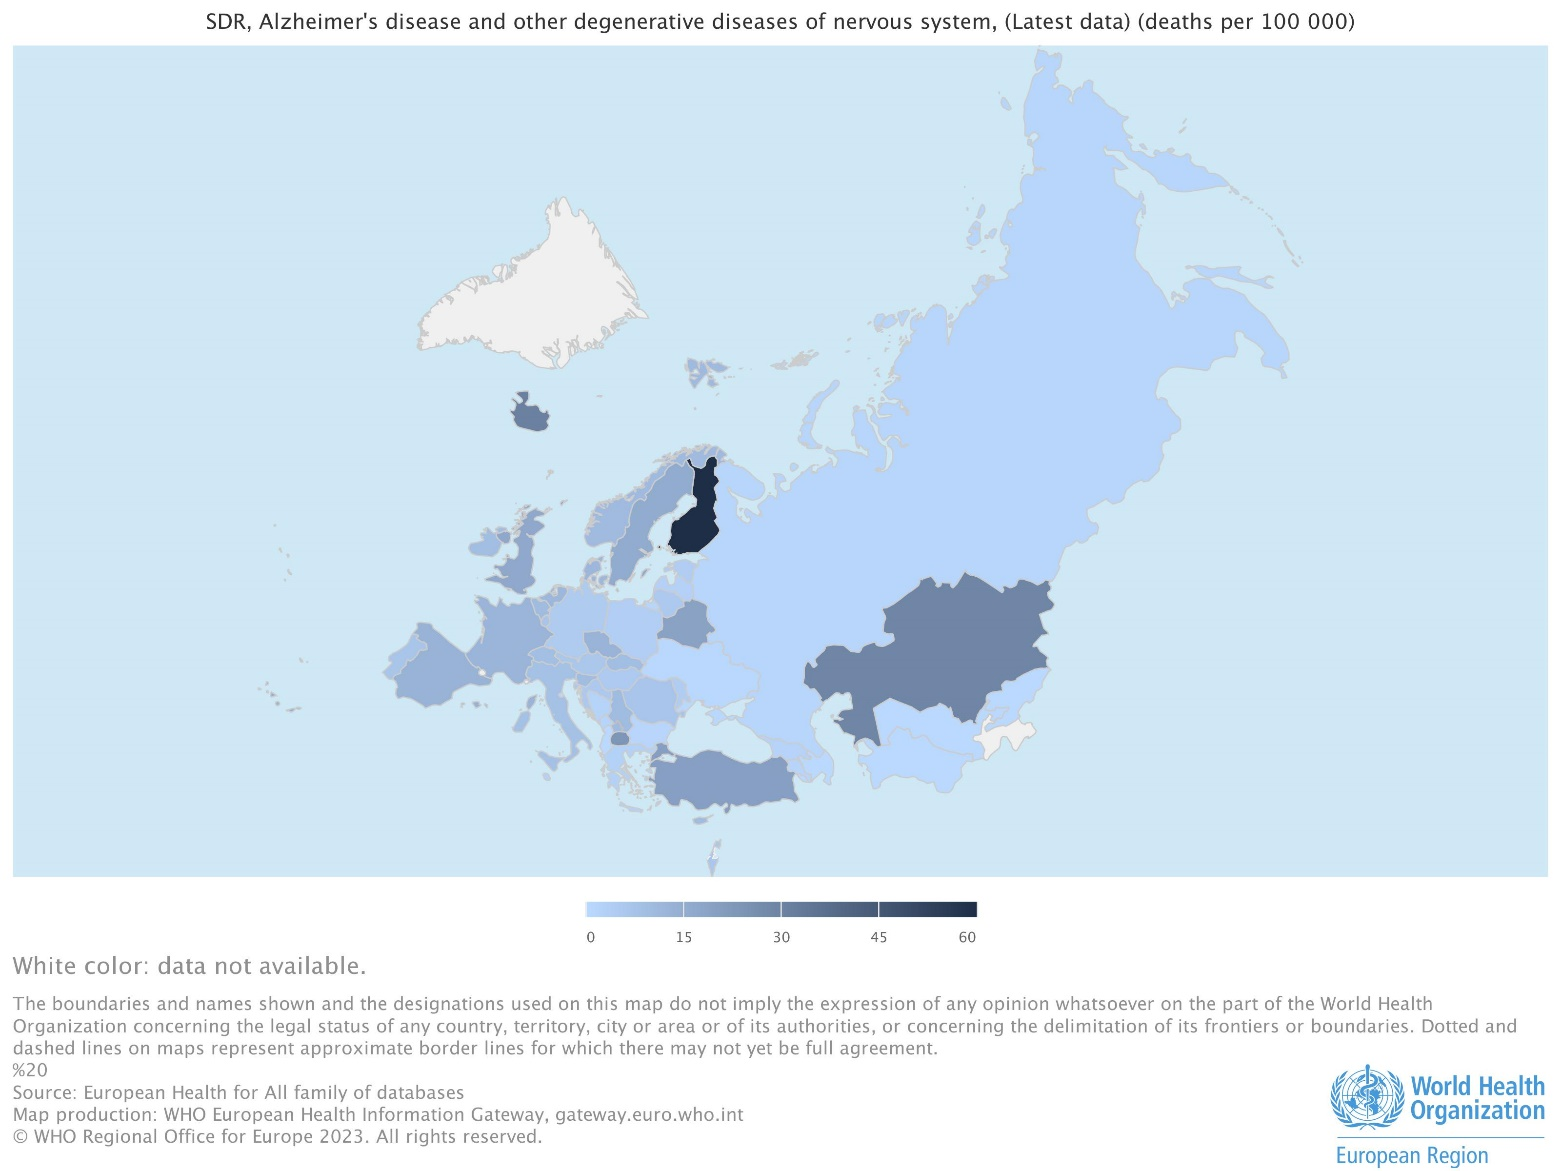 SDR, Alzheimer's disease and other degenerative diseases of nervous system, (Latest data) (deaths per 100 000)
0 15 30 45 60
White color: data not available.
The boundaries and names shown and the designations used on this map do not imply the expression of any opinion whatsoever on the part of the World Health
Organization concerning the legal status of any country, territory, city or area or of its authorities, or concerning the delimitation of its frontiers or boundaries. Dotted and
dashed lines on maps represent approximate border lines for which there may not yet be full agreement.
%20
Source: European Health for All family of databases
Map production: WHO European Health Information Gateway, gateway.euro.who.int
© WHO Regional Office for Europe 2023. All rights reserved.
World Health
Organization
European Region